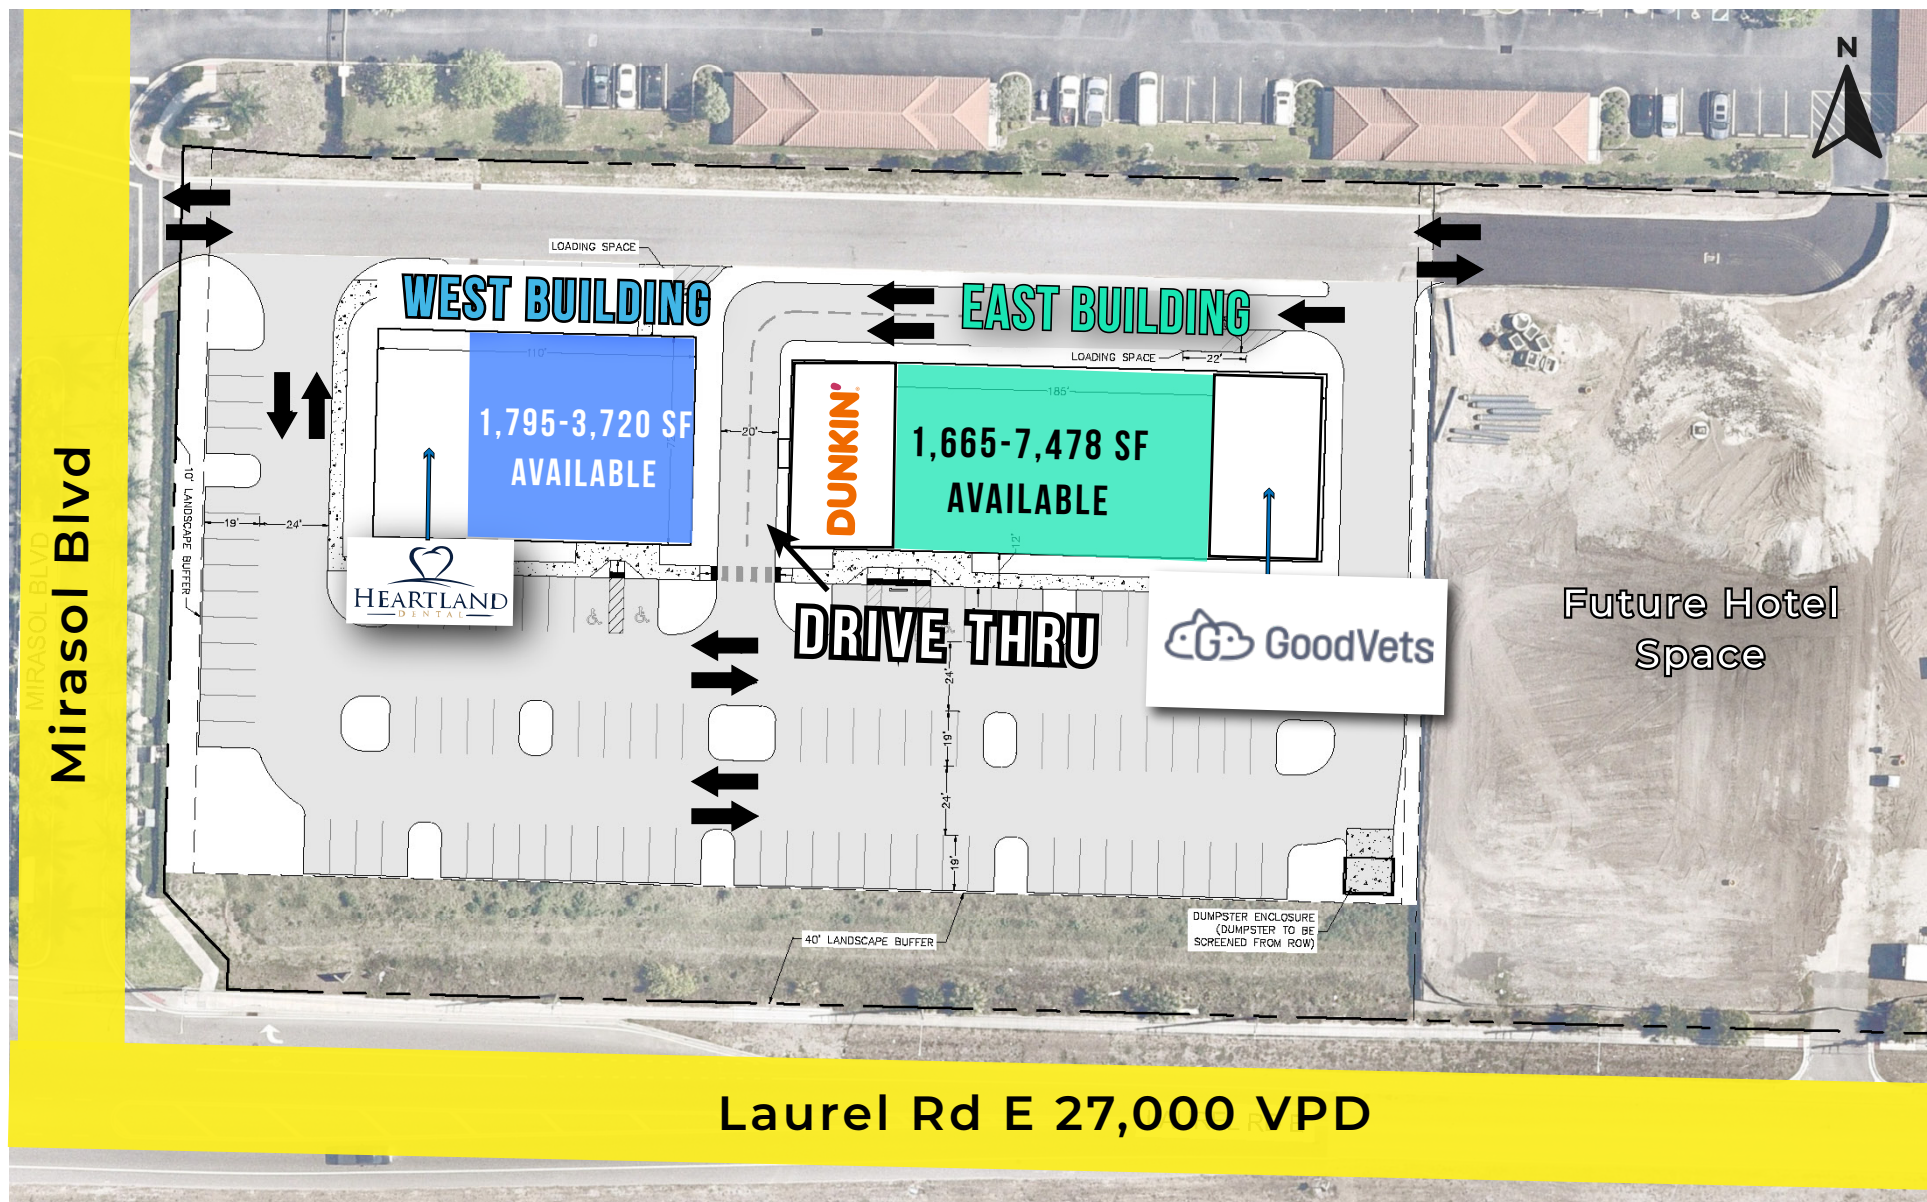 N
LOADING SPACE
WEST BUILDING
EAST BUILDING
LOADING SPACE
22'
110'
185'
1,795-3,720 SF
AVAILABLE
20'
DUNKIN'
1,665-7,478 SF
AVAILABLE
10' LANDSCAPE BUFFER
19'
24'
12'
HEARTLAND
DENTAL
DRIVE THRU
GoodVets
Future Hotel
Space
Mirasol Blvd
MIRASOL BLVD
24'
19'
24'
19'
DUMPSTER ENCLOSURE
(DUMPSTER TO BE
SCREENED FROM ROW)
40' LANDSCAPE BUFFER
Laurel Rd E 27,000 VPD